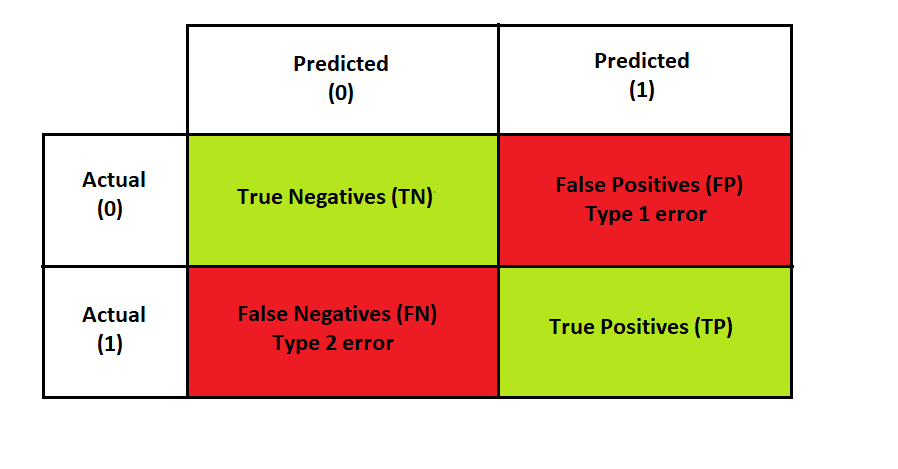 Predicted
(0)
Predicted
(1)
Actual
(0)
True Negatives (TN)
False Positives (FP)
Type 1 error
Actual
(1)
False Negatives (FN)
Type 2 error
True Positives (TP)